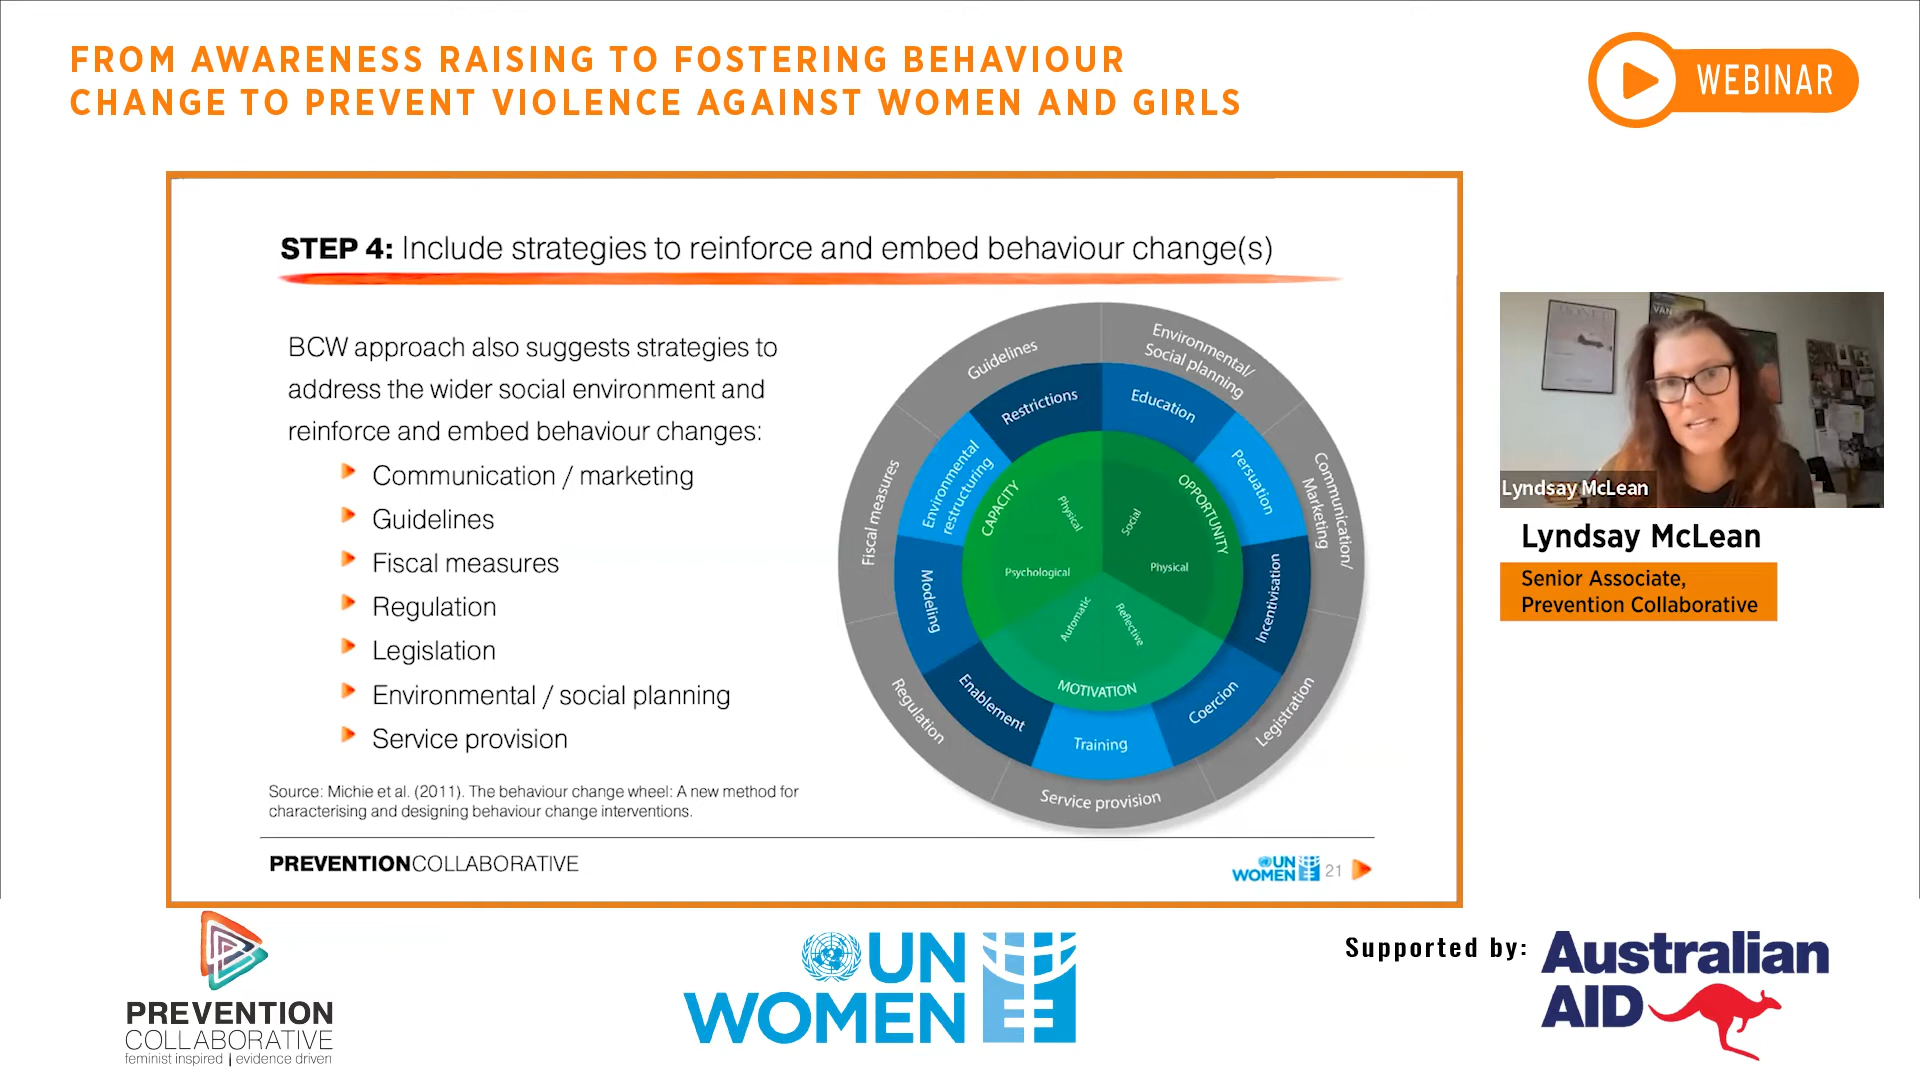 FROM AWARENESS RAISING TO FOSTERING BEHAVIOUR
CHANGE TO PREVENT VIOLENCE AGAINST WOMEN AND GIRLS
WEBINAR
STEP 4: Include strategies to reinforce and embed behaviour change(s)
BCW approach also suggests strategies to
address the wider social environment and
reinforce and embed behaviour changes:
Communication / marketing
Guidelines
Fiscal measures
Regulation
Legislation
Environmental / social planning
Service provision
Source: Michie et al. (2011). The behaviour change wheel: A new method for
characterising and designing behaviour change interventions.
Guidelines
Environmental/
Social planning
Communication/
Marketing
Legistration
Service provision
Regulation
Fiscal measures
Restrictions
Education
Persuation
Incentivisation
Coercion
Training
Enablement
Modeling
Environmental
restructuring
CAPACITY
Physical
Psychological
OPPORTUNITY
Social
Physical
MOTIVATION
Automatic
Reflective
PREVENTIONCOLLABORATIVE
UN
WOMEN
21
VAN
Lyndsay McLean
Lyndsay McLean
Senior Associate,
Prevention Collaborative
PREVENTION
COLLABORATIVE
feminist inspired | evidence driven
UN
WOMEN
Supported by:
Australian
AID